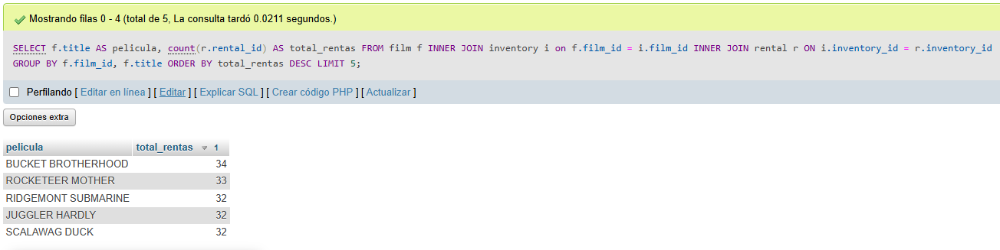 Mostrando filas 0 - 4 (total de 5, La consulta tardó 0.0211 segundos.)
SELECT f.title AS pelicula, count(r.rental_id) AS total_rentas FROM film f INNER JOIN inventory i on f.film_id = i.film_id INNER JOIN rental r ON i.inventory_id = r.inventory_id
GROUP BY f.film_id, f.title ORDER BY total_rentas DESC LIMIT 5;
Perfilando [ Editar en línea ] [ Editar ] [ Explicar SQL ] [ Crear código PHP ] [ Actualizar ]
Opciones extra
pelicula total_rentas 1
BUCKET BROTHERHOOD 34
ROCKETEER MOTHER 33
RIDGEMONT SUBMARINE 32
JUGGLER HARDLY 32
SCALAWAG DUCK 32